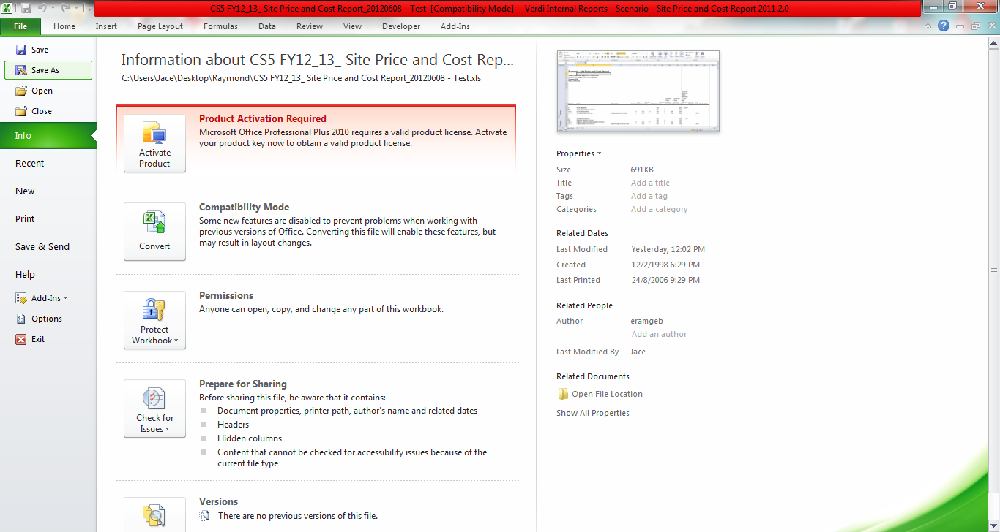 CS5 FY12_13_ Site Price and Cost Report_20120608 - Test [Compatibility Mode] - Verdi Internal Reports - Scenario - Site Price and Cost Report 2011.2.0
File Home Insert Page Layout Formulas Data Review View Developer Add-Ins
Save
Save As
Open
Close
Info
Recent
New
Print
Save & Send
Help
Add-Ins
Options
Exit
Information about CS5 FY12_13_ Site Price and Cost Rep...
C:\Users\Jace\Desktop\Raymond\CS5 FY12_13_ Site Price and Cost Report_20120608 - Test.xls
Activate
Product
Product Activation Required
Microsoft Office Professional Plus 2010 requires a valid product license. Activate
your product key now to obtain a valid product license.
Convert
Compatibility Mode
Some new features are disabled to prevent problems when working with
previous versions of Office. Converting this file will enable these features, but
may result in layout changes.
Protect
Workbook
Permissions
Anyone can open, copy, and change any part of this workbook.
Check for
Issues
Prepare for Sharing
Before sharing this file, be aware that it contains:
Document properties, printer path, author's name and related dates
Headers
Hidden columns
Content that cannot be checked for accessibility issues because of the
current file type
Versions
There are no previous versions of this file.
Properties
Size 691KB
Title Add a title
Tags Add a tag
Categories Add a category
Related Dates
Last Modified Yesterday, 12:02 PM
Created 12/2/1998 6:29 PM
Last Printed 24/8/2006 9:29 PM
Related People
Author eramgeb
Add an author
Last Modified By Jace
Related Documents
Open File Location
Show All Properties